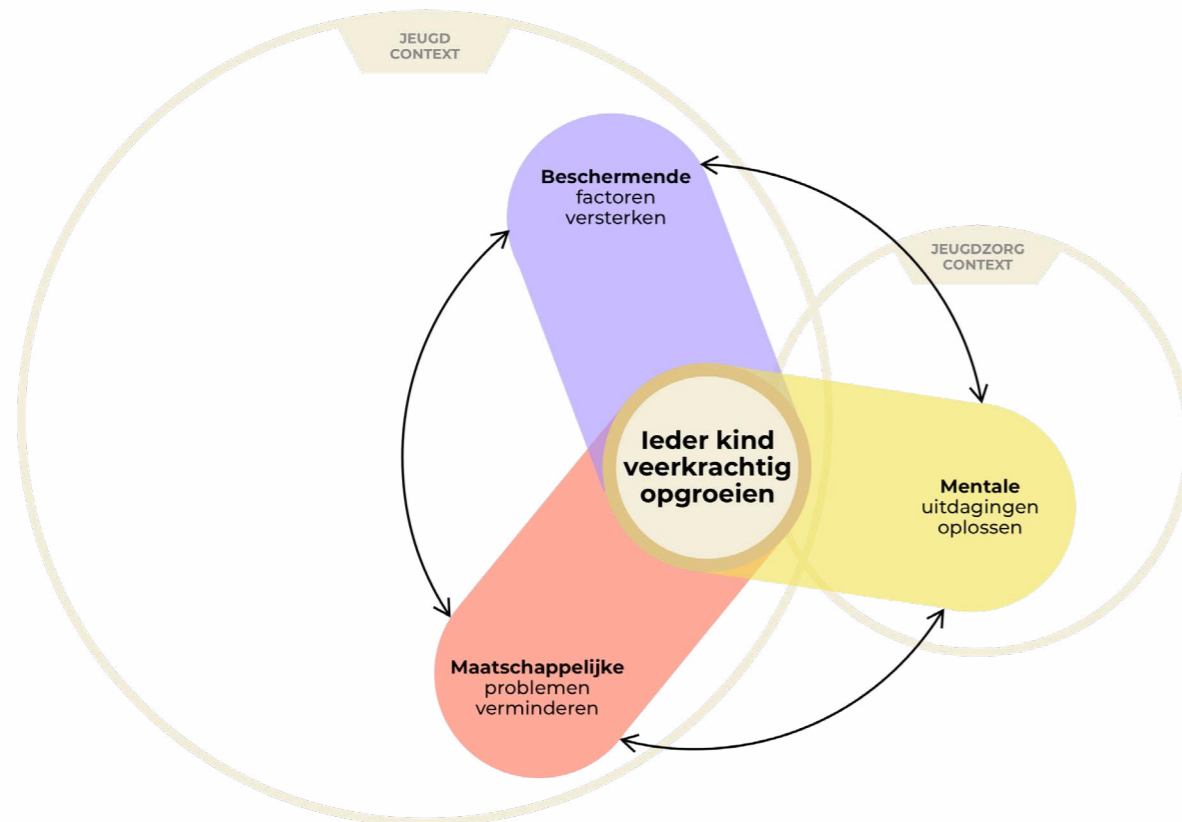 JEUGD
CONTEXT
Beschermende
factoren
versterken
JEUGDZORG
CONTEXT
Ieder kind
veerkrachtig
opgroeien
Mentale
uitdagingen
oplossen
Maatschappelijke
problemen
verminderen